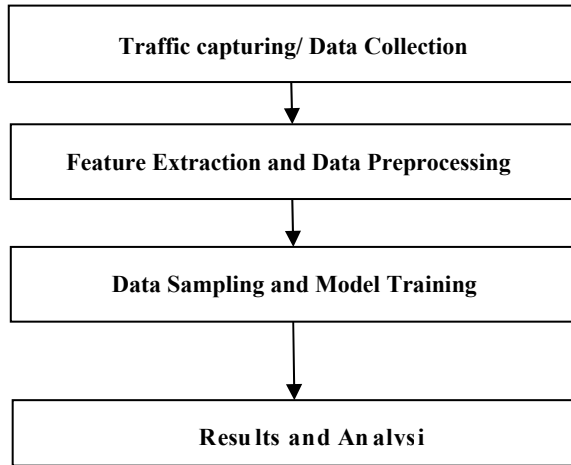 Traffic capturing/ Data Collection
Feature Extraction and Data Preprocessing
Data Sampling and Model Training
Results and Analysi